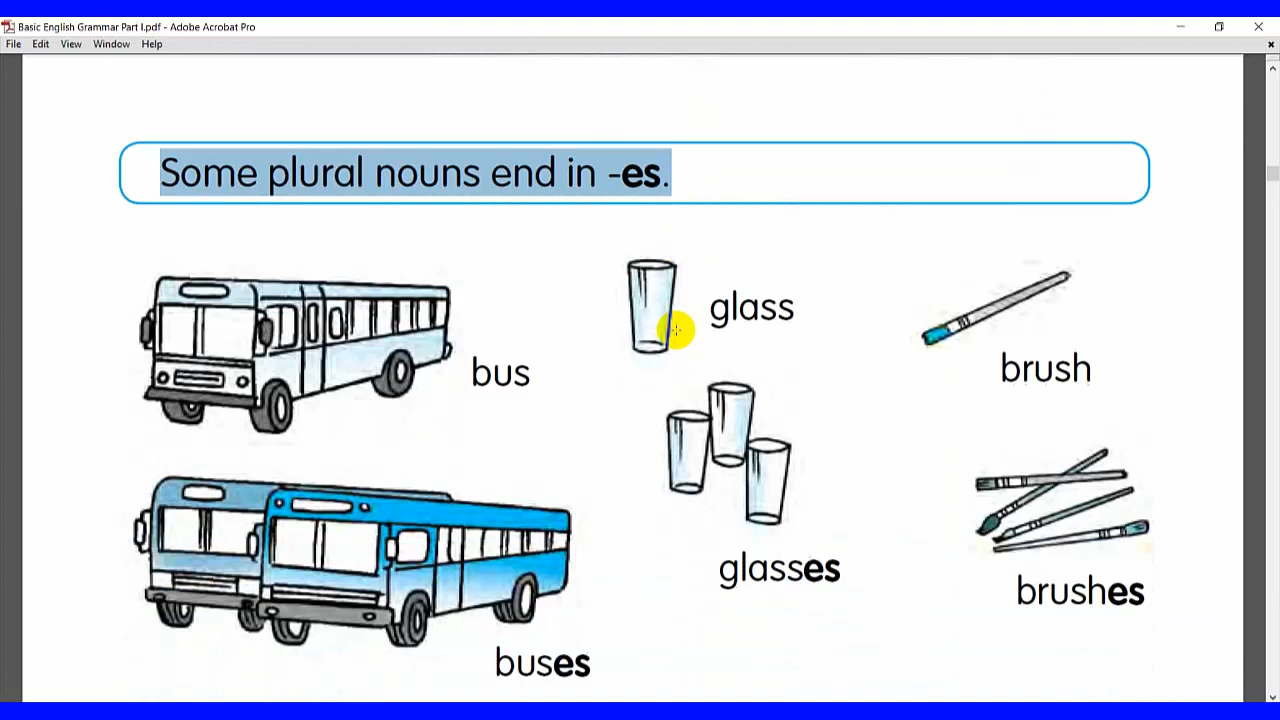 Basic English Grammar Part I.pdf - Adobe Acrobat Pro
File Edit View Window Help
Some plural nouns end in -es.
bus
glass
brush
buses
glasses
brushes